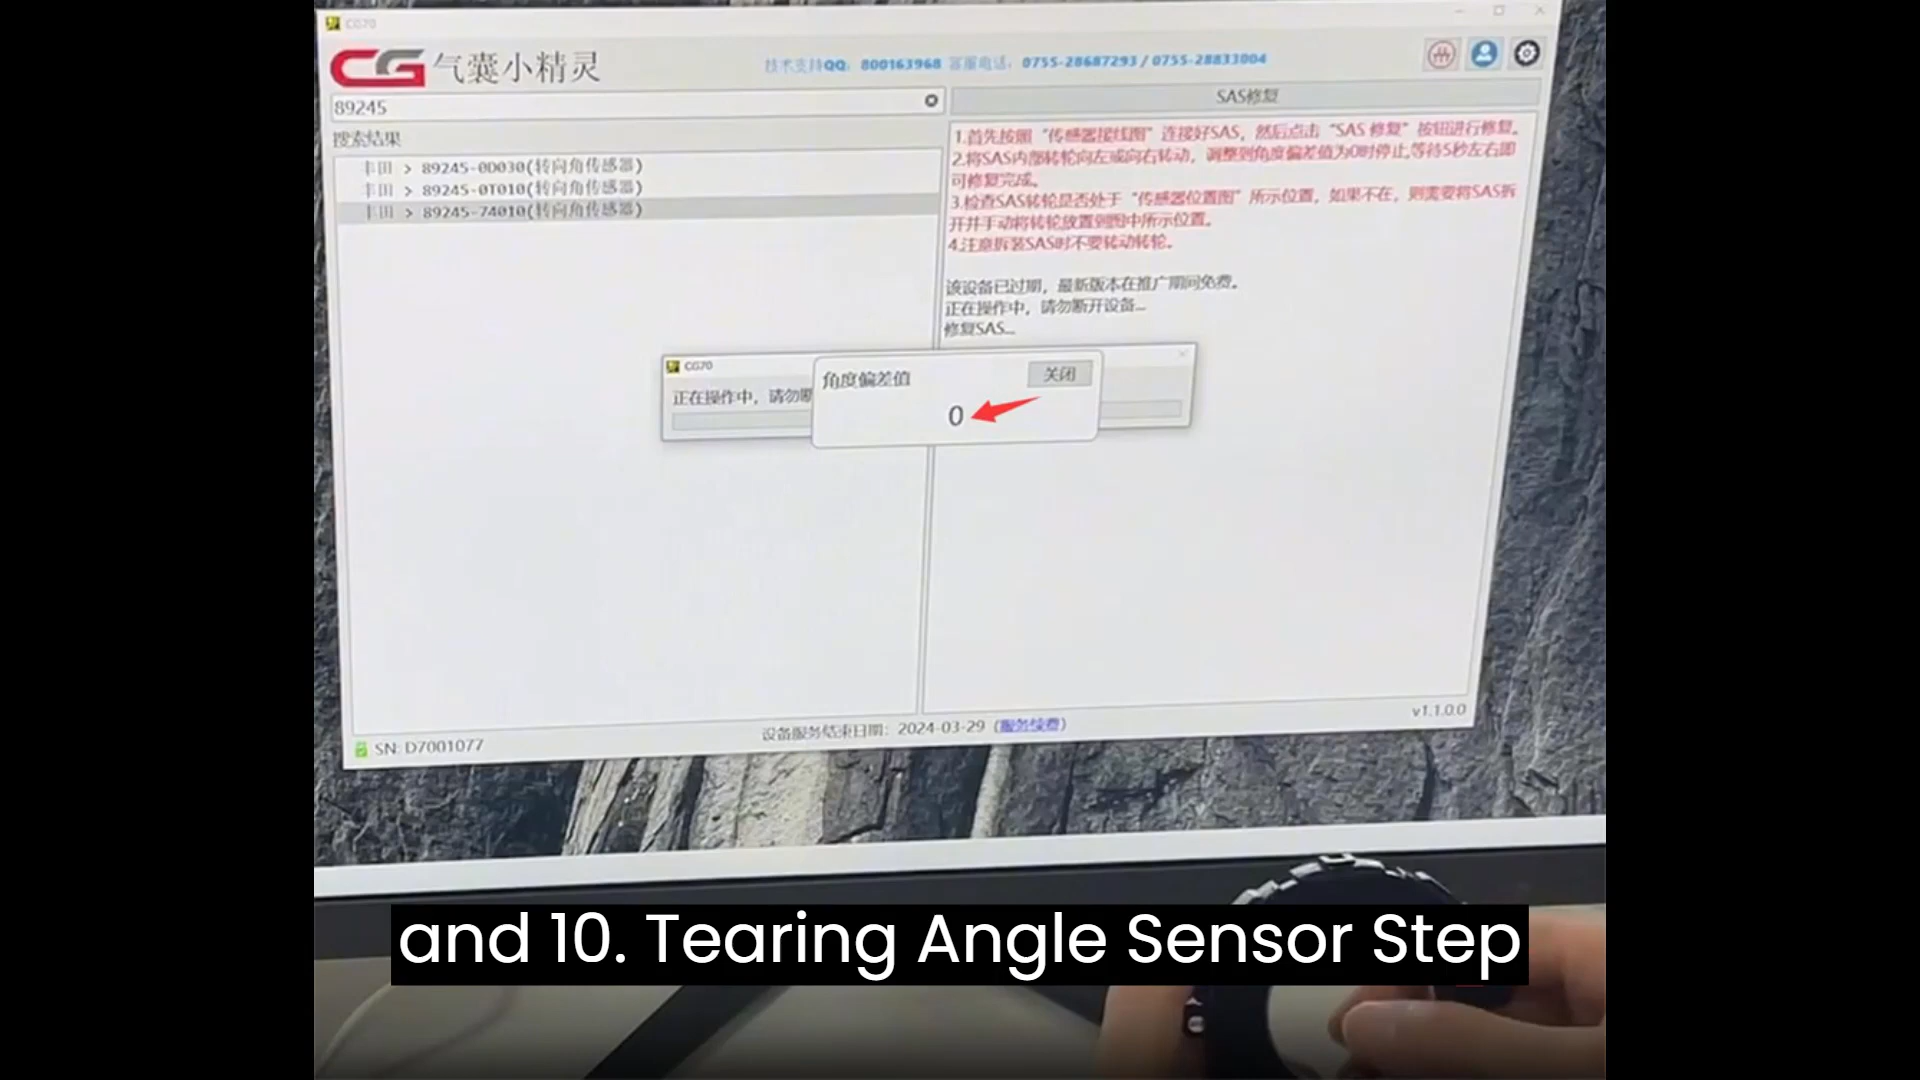 CG70
CG 气囊小精灵
技术支持QQ: 800163968 客服电话: 0755-28687293 / 0755-28833004
89245
SAS修复
搜索结果
丰田 > 89245-0D030(转向角传感器)
丰田 > 89245-0T010(转向角传感器)
丰田 > 89245-74010(转向角传感器)
1.首先按照“传感器接线图”连接好SAS，然后点击“SAS 修复”按钮进行修复。
2.将SAS内部转轮向左或向右转动，调整到角度偏差值为0时停止,等待5秒左右即
可修复完成。
3.检查SAS转轮是否处于“传感器位置图”所示位置，如果不在，则需要将SAS拆
开并手动将转轮放置到图中所示位置。
4.注意拆装SAS时不要转动转轮。
该设备已过期，最新版本在推广期间免费。
正在操作中，请勿断开设备...
修复SAS...
CG70
正在操作中，请勿断
角度偏差值
关闭
0
SN: D7001077
设备服务结束日期: 2024-03-29 (服务续费)
v1.1.0.0
and 10. Tearing Angle Sensor Step